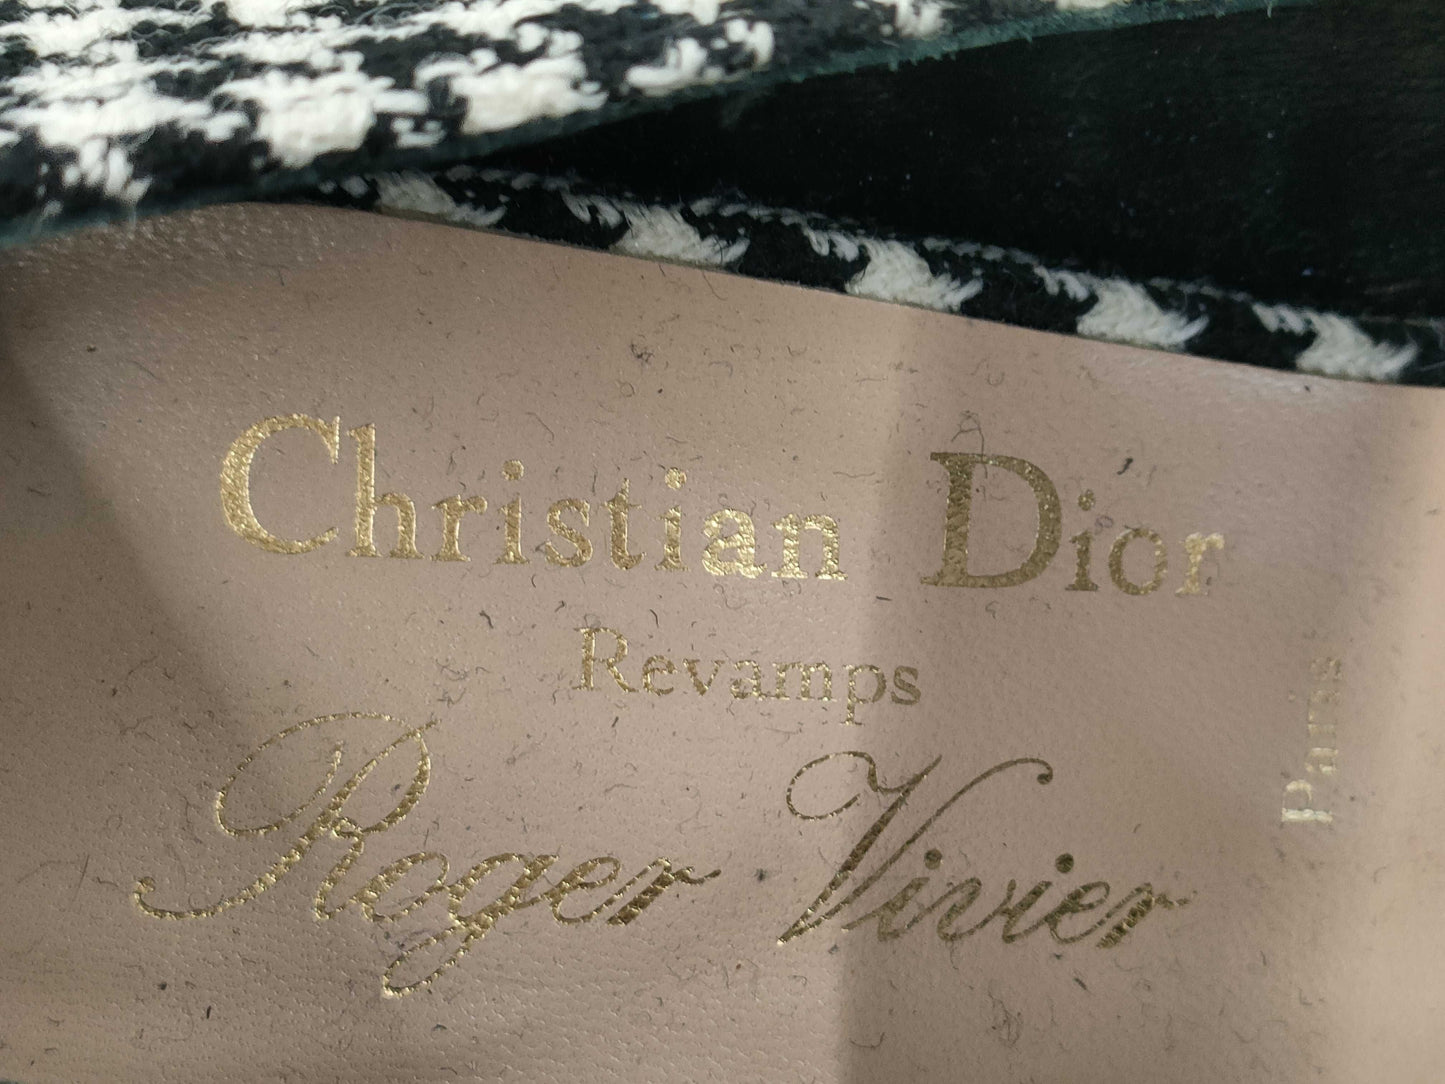 Christian Dior
Revamps
Roger Vivier
Paris